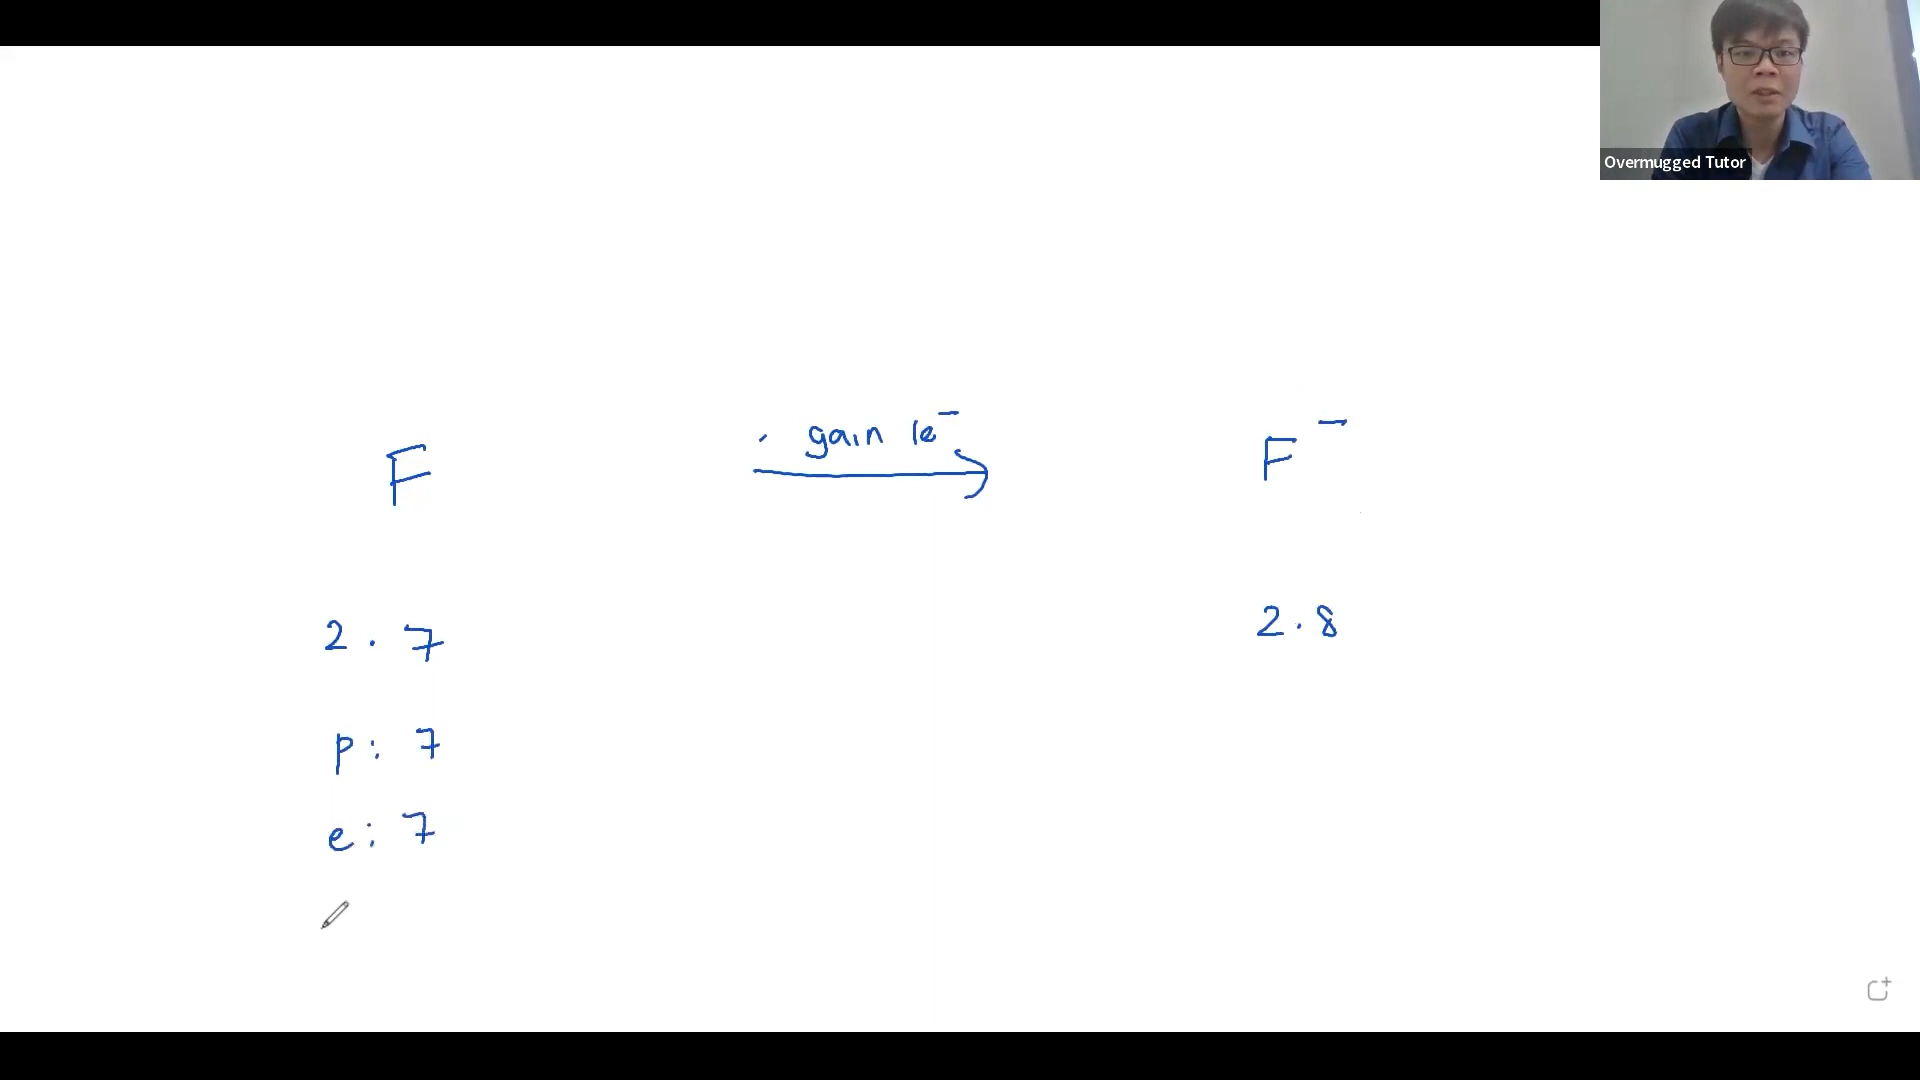 Overmugged Tutor
gain 1e⁻
F
F⁻
2.7
2.8
p: 7
e: 7